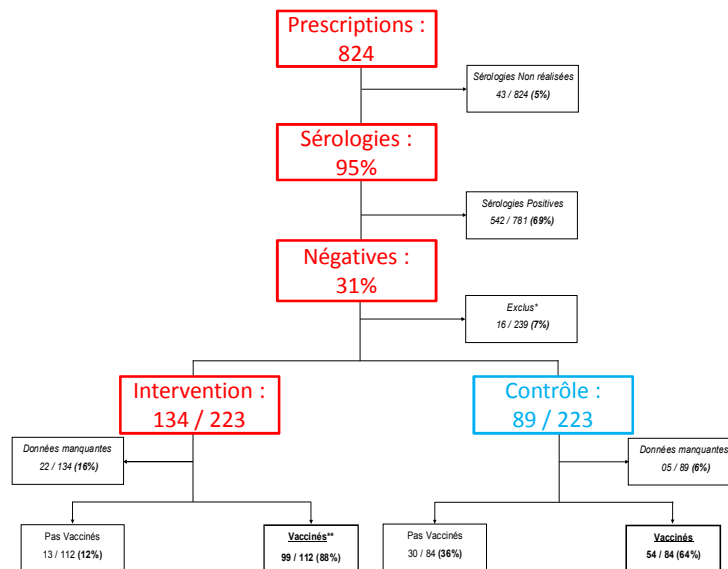 Prescriptions :
824
Sérologies Non réalisées
43 / 824 (5%)
Sérologies :
95%
Sérologies Positives
542 / 781 (69%)
Négatives :
31%
Exclus*
16 / 239 (7%)
Intervention :
134 / 223
Contrôle :
89 / 223
Données manquantes
22 / 134 (16%)
Données manquantes
05 / 89 (6%)
Pas Vaccinés
13 / 112 (12%)
Vaccinés**
99 / 112 (88%)
Pas Vaccinés
30 / 84 (36%)
Vaccinés
54 / 84 (64%)